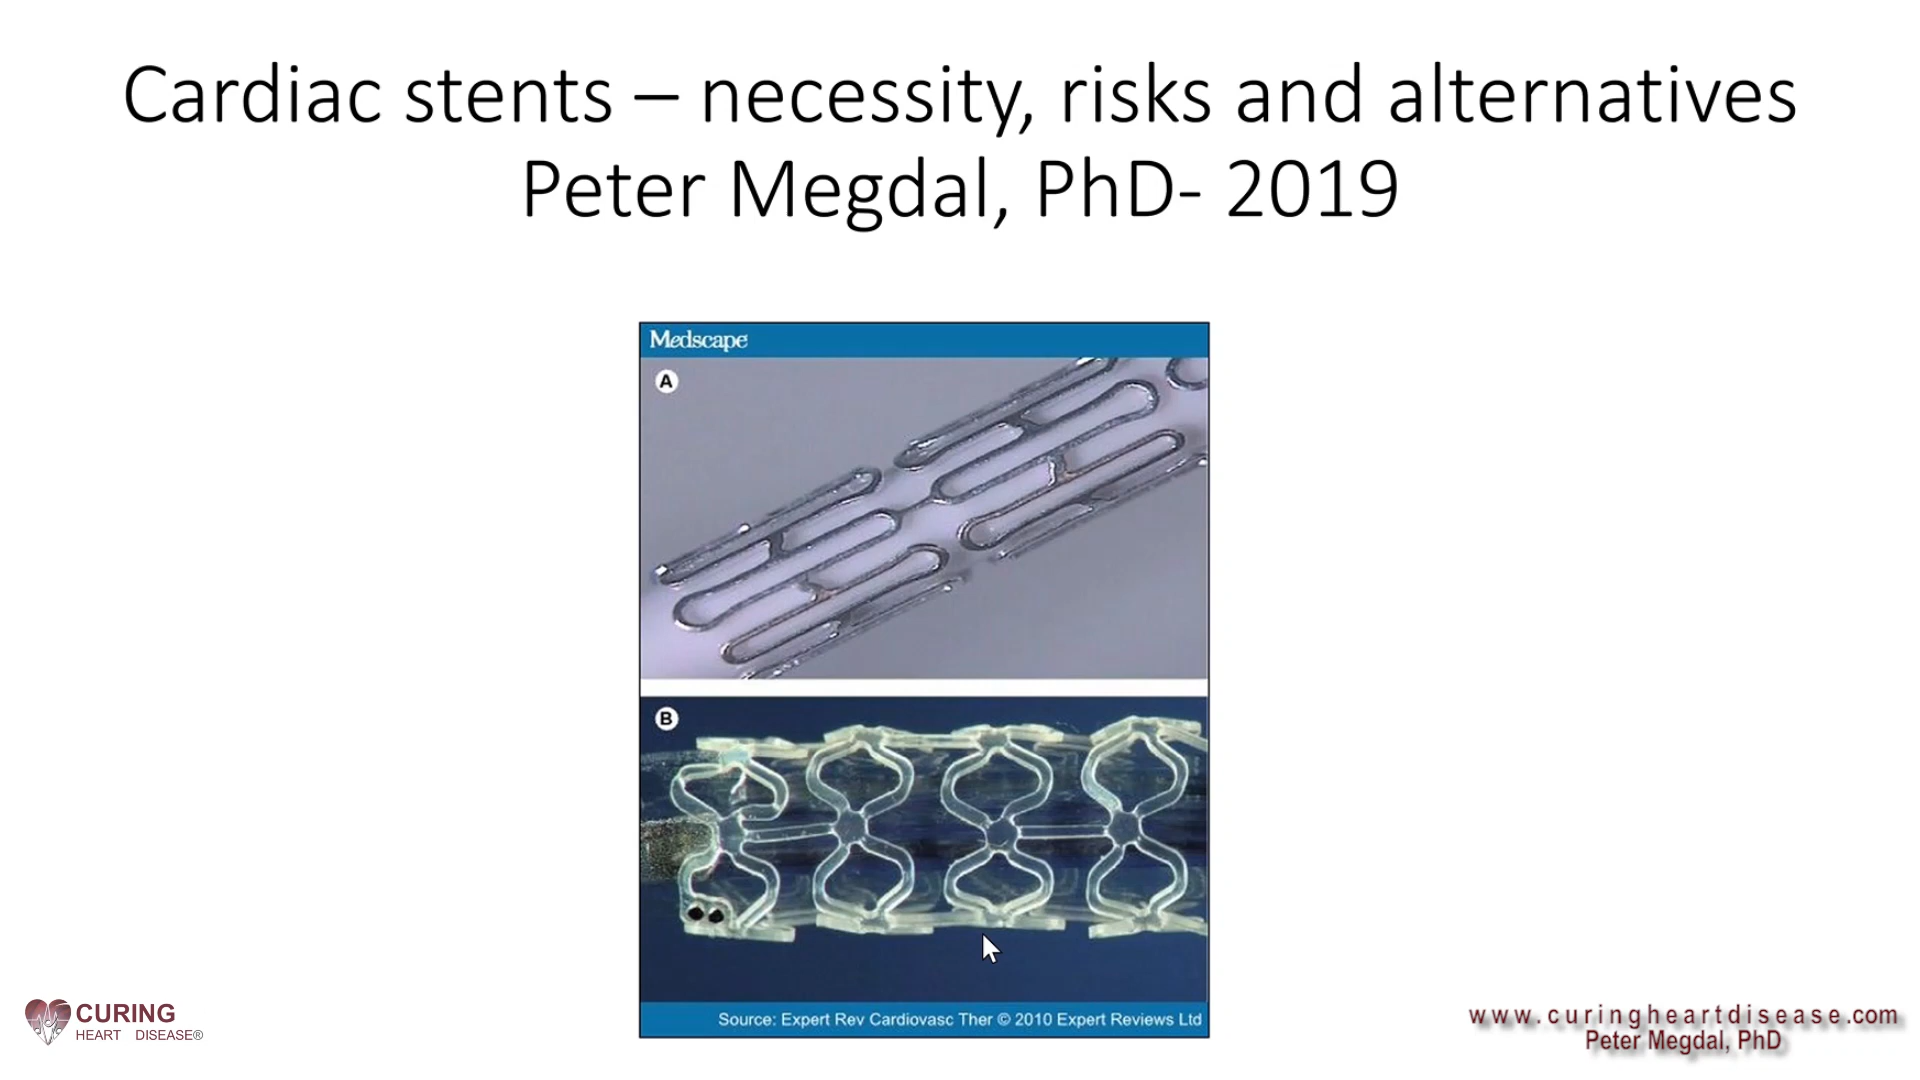 Cardiac stents – necessity, risks and alternatives
Peter Megdal, PhD- 2019
Medscape
A
B
Source: Expert Rev Cardiovasc Ther © 2010 Expert Reviews Ltd
CURING
HEART DISEASE®
www.curingheartdisease.com
Peter Megdal, PhD